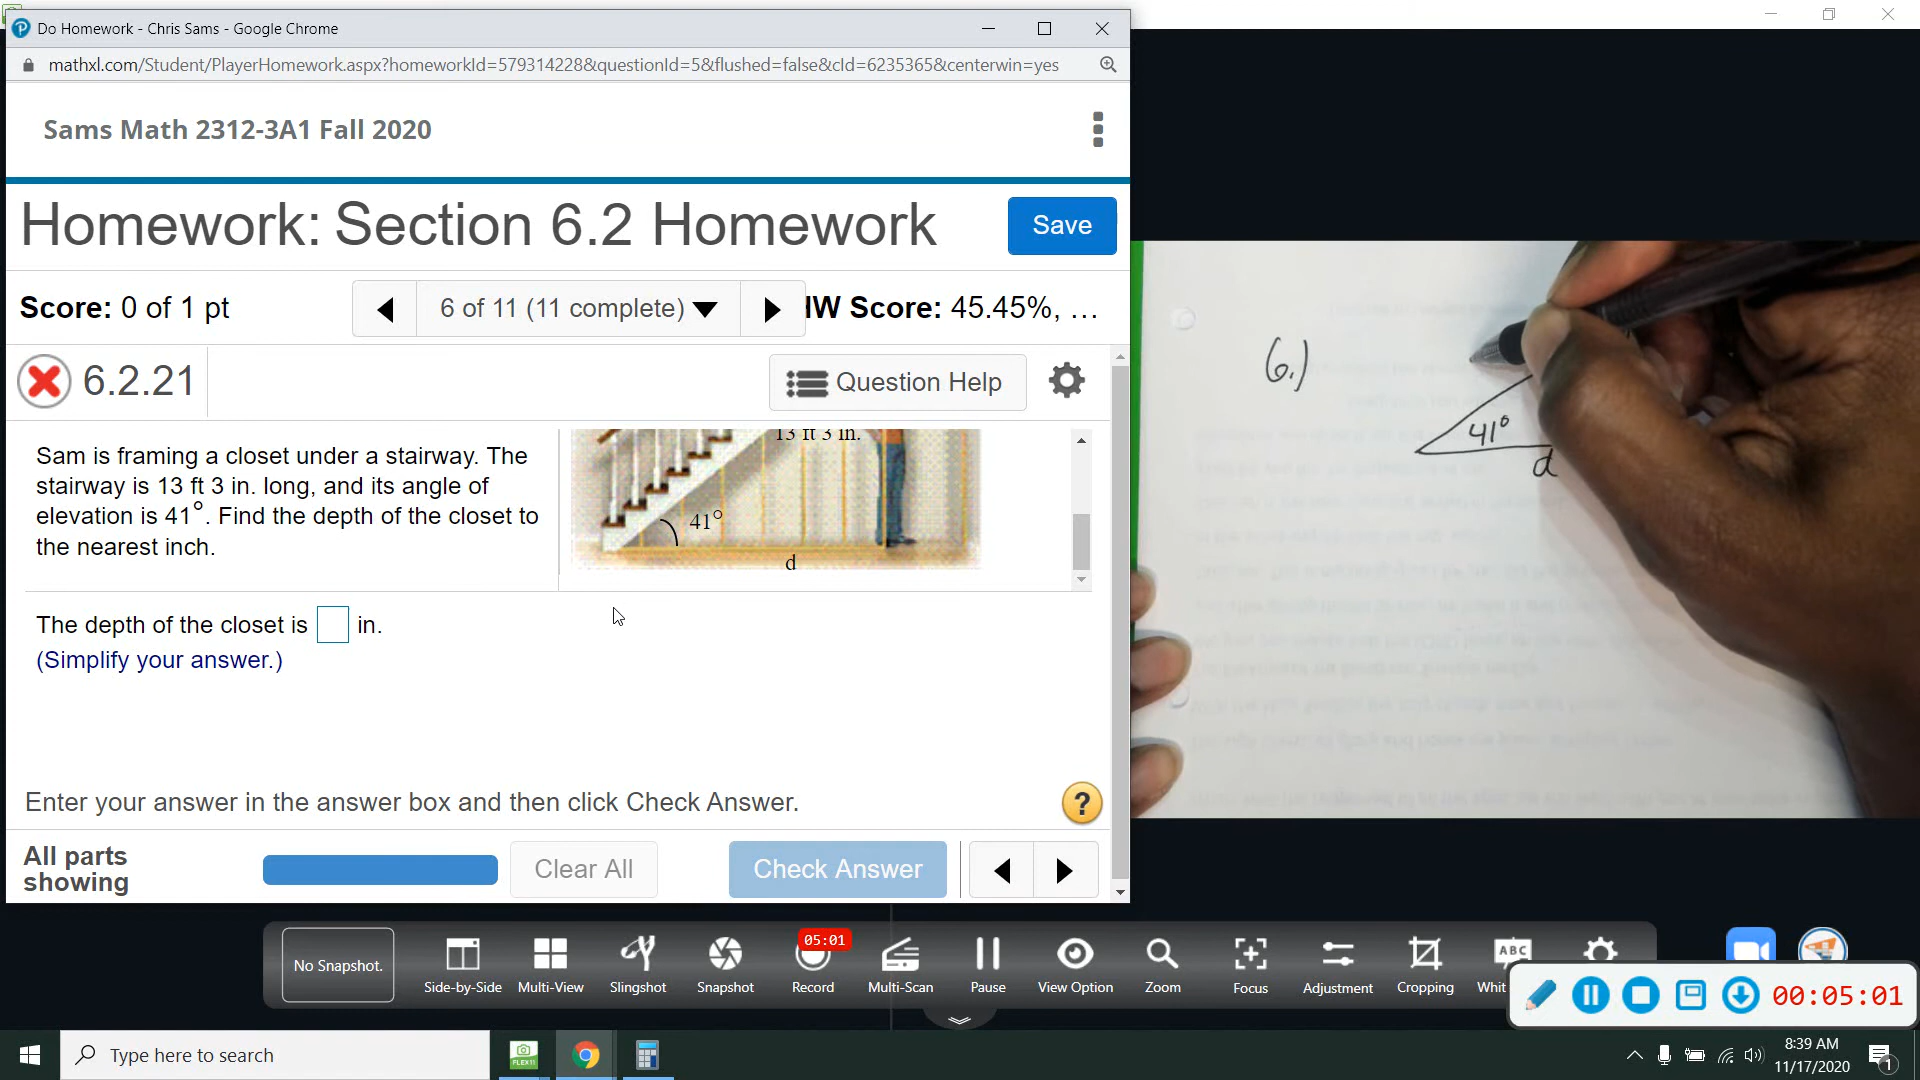 Do Homework - Chris Sams - Google Chrome
mathxl.com/Student/PlayerHomework.aspx?homeworkId=579314228&questionId=5&flushed=false&cId=6235365&centerwin=yes
Sams Math 2312-3A1 Fall 2020
Homework: Section 6.2 Homework
Save
Score: 0 of 1 pt
6 of 11 (11 complete)
HW Score: 45.45%, ...
6.2.21
Question Help
Sam is framing a closet under a stairway. The
stairway is 13 ft 3 in. long, and its angle of
elevation is 41°. Find the depth of the closet to
the nearest inch.
13 ft 3 in.
41°
d
The depth of the closet is in.
(Simplify your answer.)
Enter your answer in the answer box and then click Check Answer.
?
All parts
showing
Clear All
Check Answer
6.)
41°
d
No Snapshot.
Side-by-Side
Multi-View
Slingshot
Snapshot
05:01
Record
Multi-Scan
Pause
View Option
Zoom
Focus
Adjustment
Cropping
ABC
Whit
00:05:01
Type here to search
FLEX11
8:39 AM
11/17/2020
1